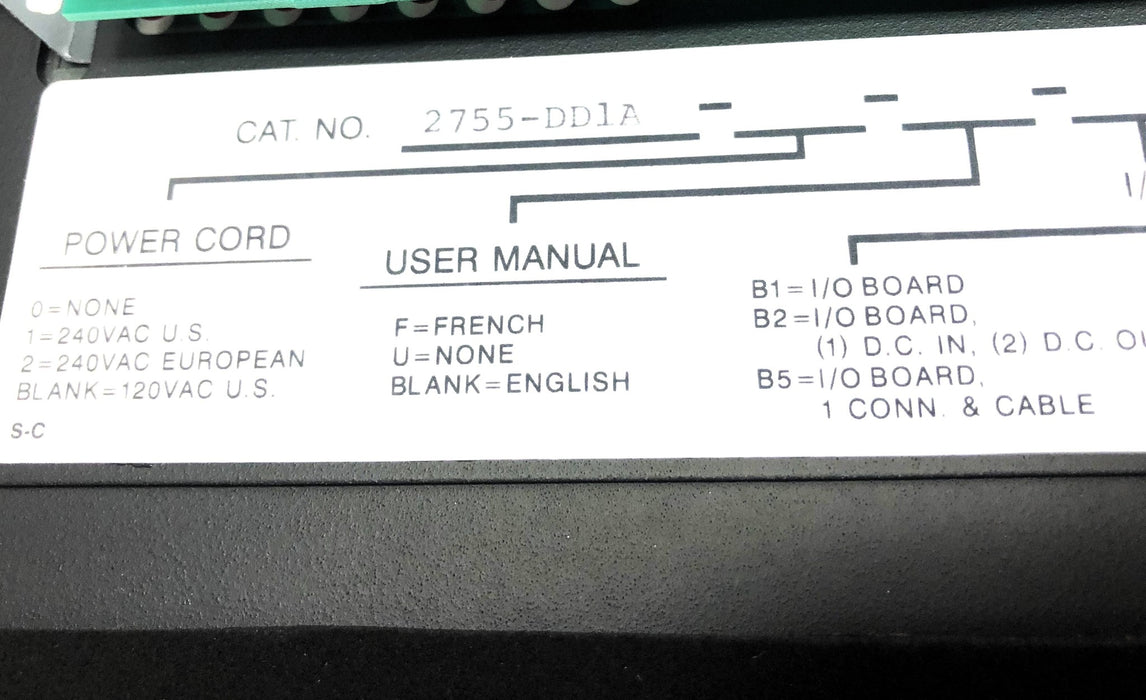 CAT. NO. 2755-DD1A - - -
I/
POWER CORD
0=NONE
1=240VAC U.S.
2=240VAC EUROPEAN
BLANK=120VAC U.S.
S-C
USER MANUAL
F=FRENCH
U=NONE
BLANK=ENGLISH
B1=I/O BOARD
B2=I/O BOARD,
(1) D.C. IN, (2) D.C.
B5=I/O BOARD,
1 CONN. & CABLE